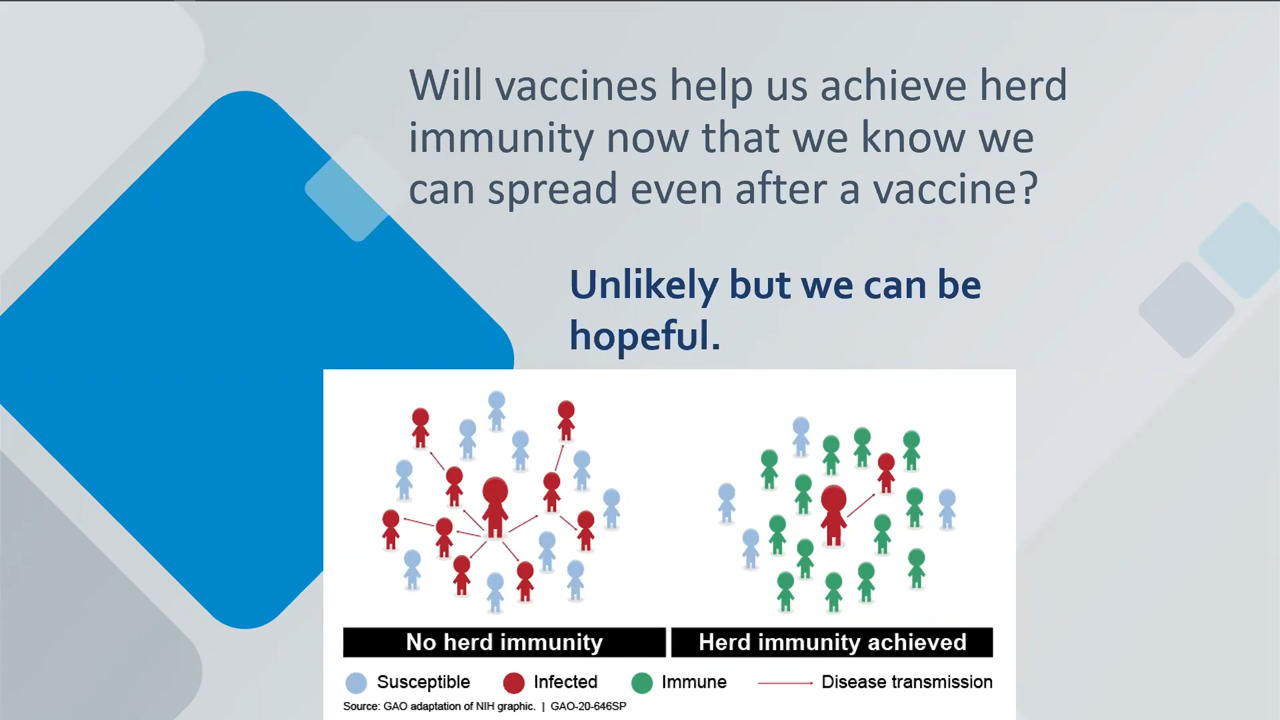 Will vaccines help us achieve herd
immunity now that we know we
can spread even after a vaccine?
Unlikely but we can be
hopeful.
No herd immunity
Herd immunity achieved
Susceptible
Infected
Immune
Disease transmission
Source: GAO adaptation of NIH graphic. | GAO-20-646SP